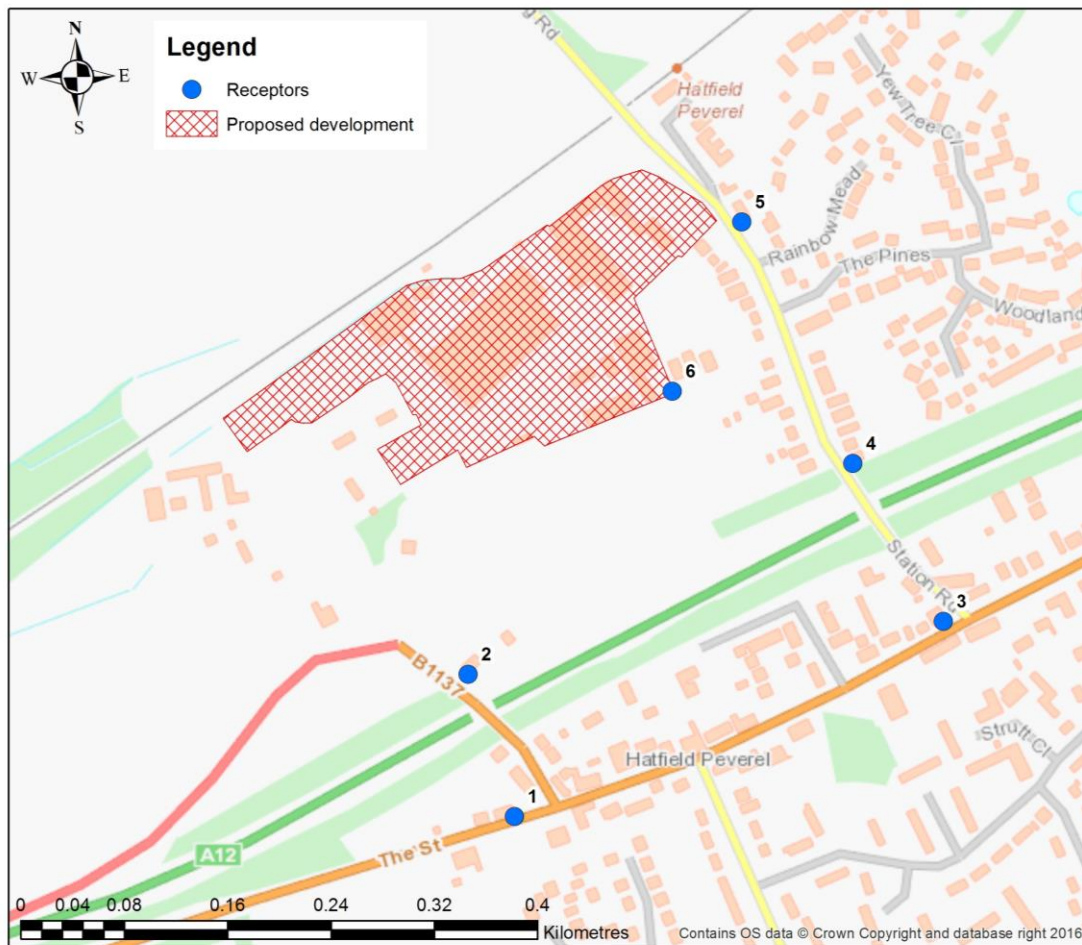 N
W E
S
Legend
Receptors
Proposed development
g Rd
Hatfield
Peverel
Yew Tree Cl
5
Rainbow Mead
The Pines
Woodland
6
4
Station Rd
3
2
B1137
Hatfield Peverel
Strutt Cl
1
The St
A12
0 0.04 0.08 0.16 0.24 0.32 0.4
Kilometres
Contains OS data © Crown Copyright and database right 2016